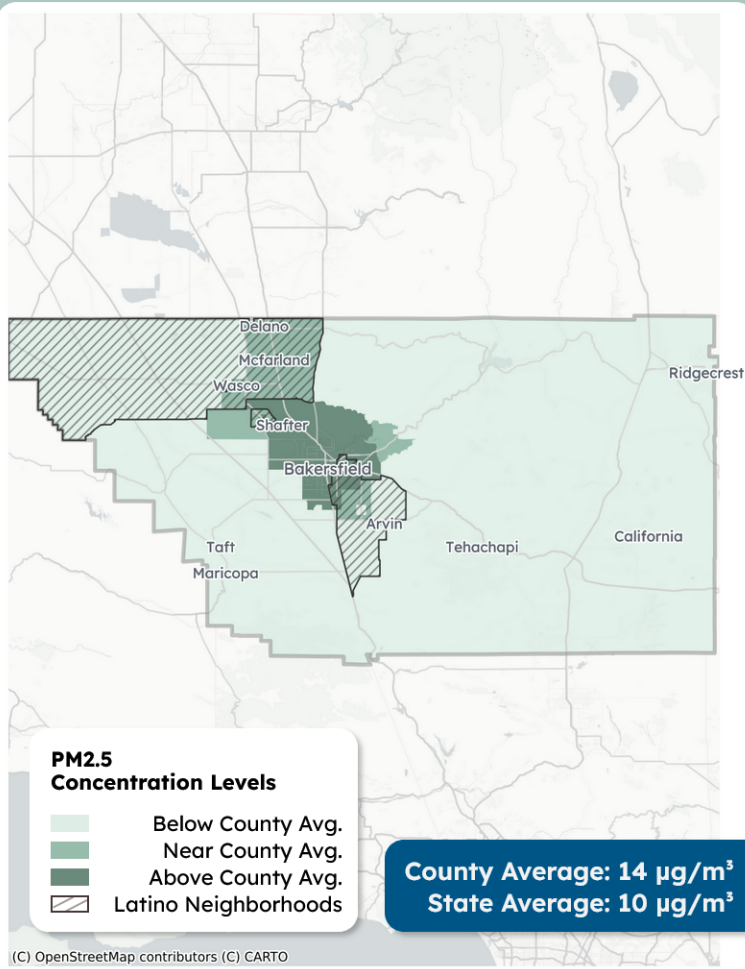 Delano
Mcfarland
Ridgecrest
Wasco
Shafter
Bakersfield
Arvin
California
Taft
Tehachapi
Maricopa
PM2.5
Concentration Levels
Below County Avg.
Near County Avg.
Above County Avg.
Latino Neighborhoods
County Average: 14 µg/m³
State Average: 10 µg/m³
(C) OpenStreetMap contributors (C) CARTO